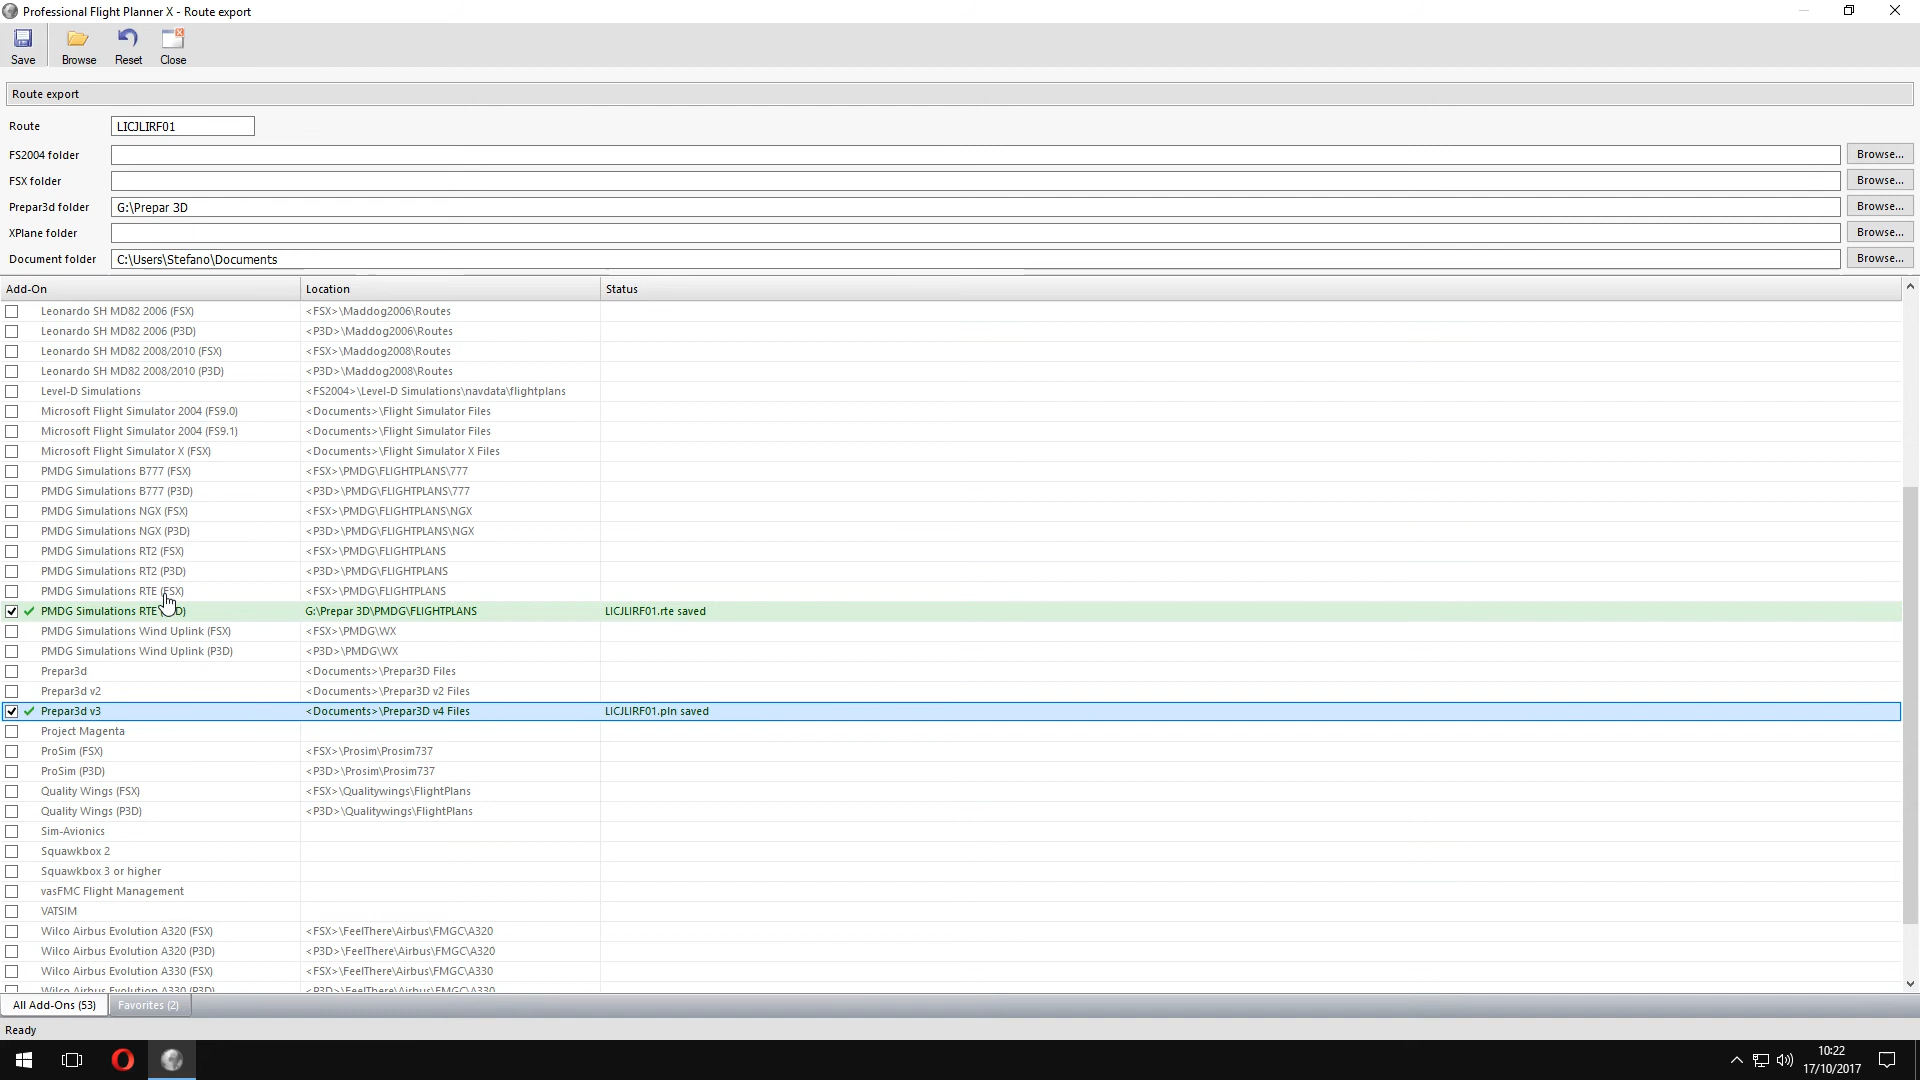 Professional Flight Planner X - Route export
Save Browse Reset Close
Route export
Route LICJLIRF01
FS2004 folder Browse...
FSX folder Browse...
Prepar3d folder G:\Prepar 3D Browse...
XPlane folder Browse...
Document folder C:\Users\Stefano\Documents Browse...
Add-On Location Status
Leonardo SH MD82 2006 (FSX) <FSX>\Maddog2006\Routes
Leonardo SH MD82 2006 (P3D) <P3D>\Maddog2006\Routes
Leonardo SH MD82 2008/2010 (FSX) <FSX>\Maddog2008\Routes
Leonardo SH MD82 2008/2010 (P3D) <P3D>\Maddog2008\Routes
Level-D Simulations <FS2004>\Level-D Simulations\navdata\flightplans
Microsoft Flight Simulator 2004 (FS9.0) <Documents>\Flight Simulator Files
Microsoft Flight Simulator 2004 (FS9.1) <Documents>\Flight Simulator Files
Microsoft Flight Simulator X (FSX) <Documents>\Flight Simulator X Files
PMDG Simulations B777 (FSX) <FSX>\PMDG\FLIGHTPLANS\777
PMDG Simulations B777 (P3D) <P3D>\PMDG\FLIGHTPLANS\777
PMDG Simulations NGX (FSX) <FSX>\PMDG\FLIGHTPLANS\NGX
PMDG Simulations NGX (P3D) <P3D>\PMDG\FLIGHTPLANS\NGX
PMDG Simulations RT2 (FSX) <FSX>\PMDG\FLIGHTPLANS
PMDG Simulations RT2 (P3D) <P3D>\PMDG\FLIGHTPLANS
PMDG Simulations RTE (FSX) <FSX>\PMDG\FLIGHTPLANS
PMDG Simulations RTE G:\Prepar 3D\PMDG\FLIGHTPLANS LICJLIRF01.rte saved
PMDG Simulations Wind Uplink (FSX) <FSX>\PMDG\WX
PMDG Simulations Wind Uplink (P3D) <P3D>\PMDG\WX
Prepar3d <Documents>\Prepar3D Files
Prepar3d v2 <Documents>\Prepar3D v2 Files
Prepar3d v3 <Documents>\Prepar3D v4 Files LICJLIRF01.pln saved
Project Magenta
ProSim (FSX) <FSX>\Prosim\Prosim737
ProSim (P3D) <P3D>\Prosim\Prosim737
Quality Wings (FSX) <FSX>\Qualitywings\FlightPlans
Quality Wings (P3D) <P3D>\Qualitywings\FlightPlans
Sim-Avionics
Squawkbox 2
Squawkbox 3 or higher
vasFMC Flight Management
VATSIM
Wilco Airbus Evolution A320 (FSX) <FSX>\FeelThere\Airbus\FMGC\A320
Wilco Airbus Evolution A320 (P3D) <P3D>\FeelThere\Airbus\FMGC\A320
Wilco Airbus Evolution A330 (FSX) <FSX>\FeelThere\Airbus\FMGC\A330
Wilco Airbus Evolution A330 (P3D) <P3D>\FeelThere\Airbus\FMGC\A330
All Add-Ons (53) Favorites (2)
Ready
10:22
17/10/2017